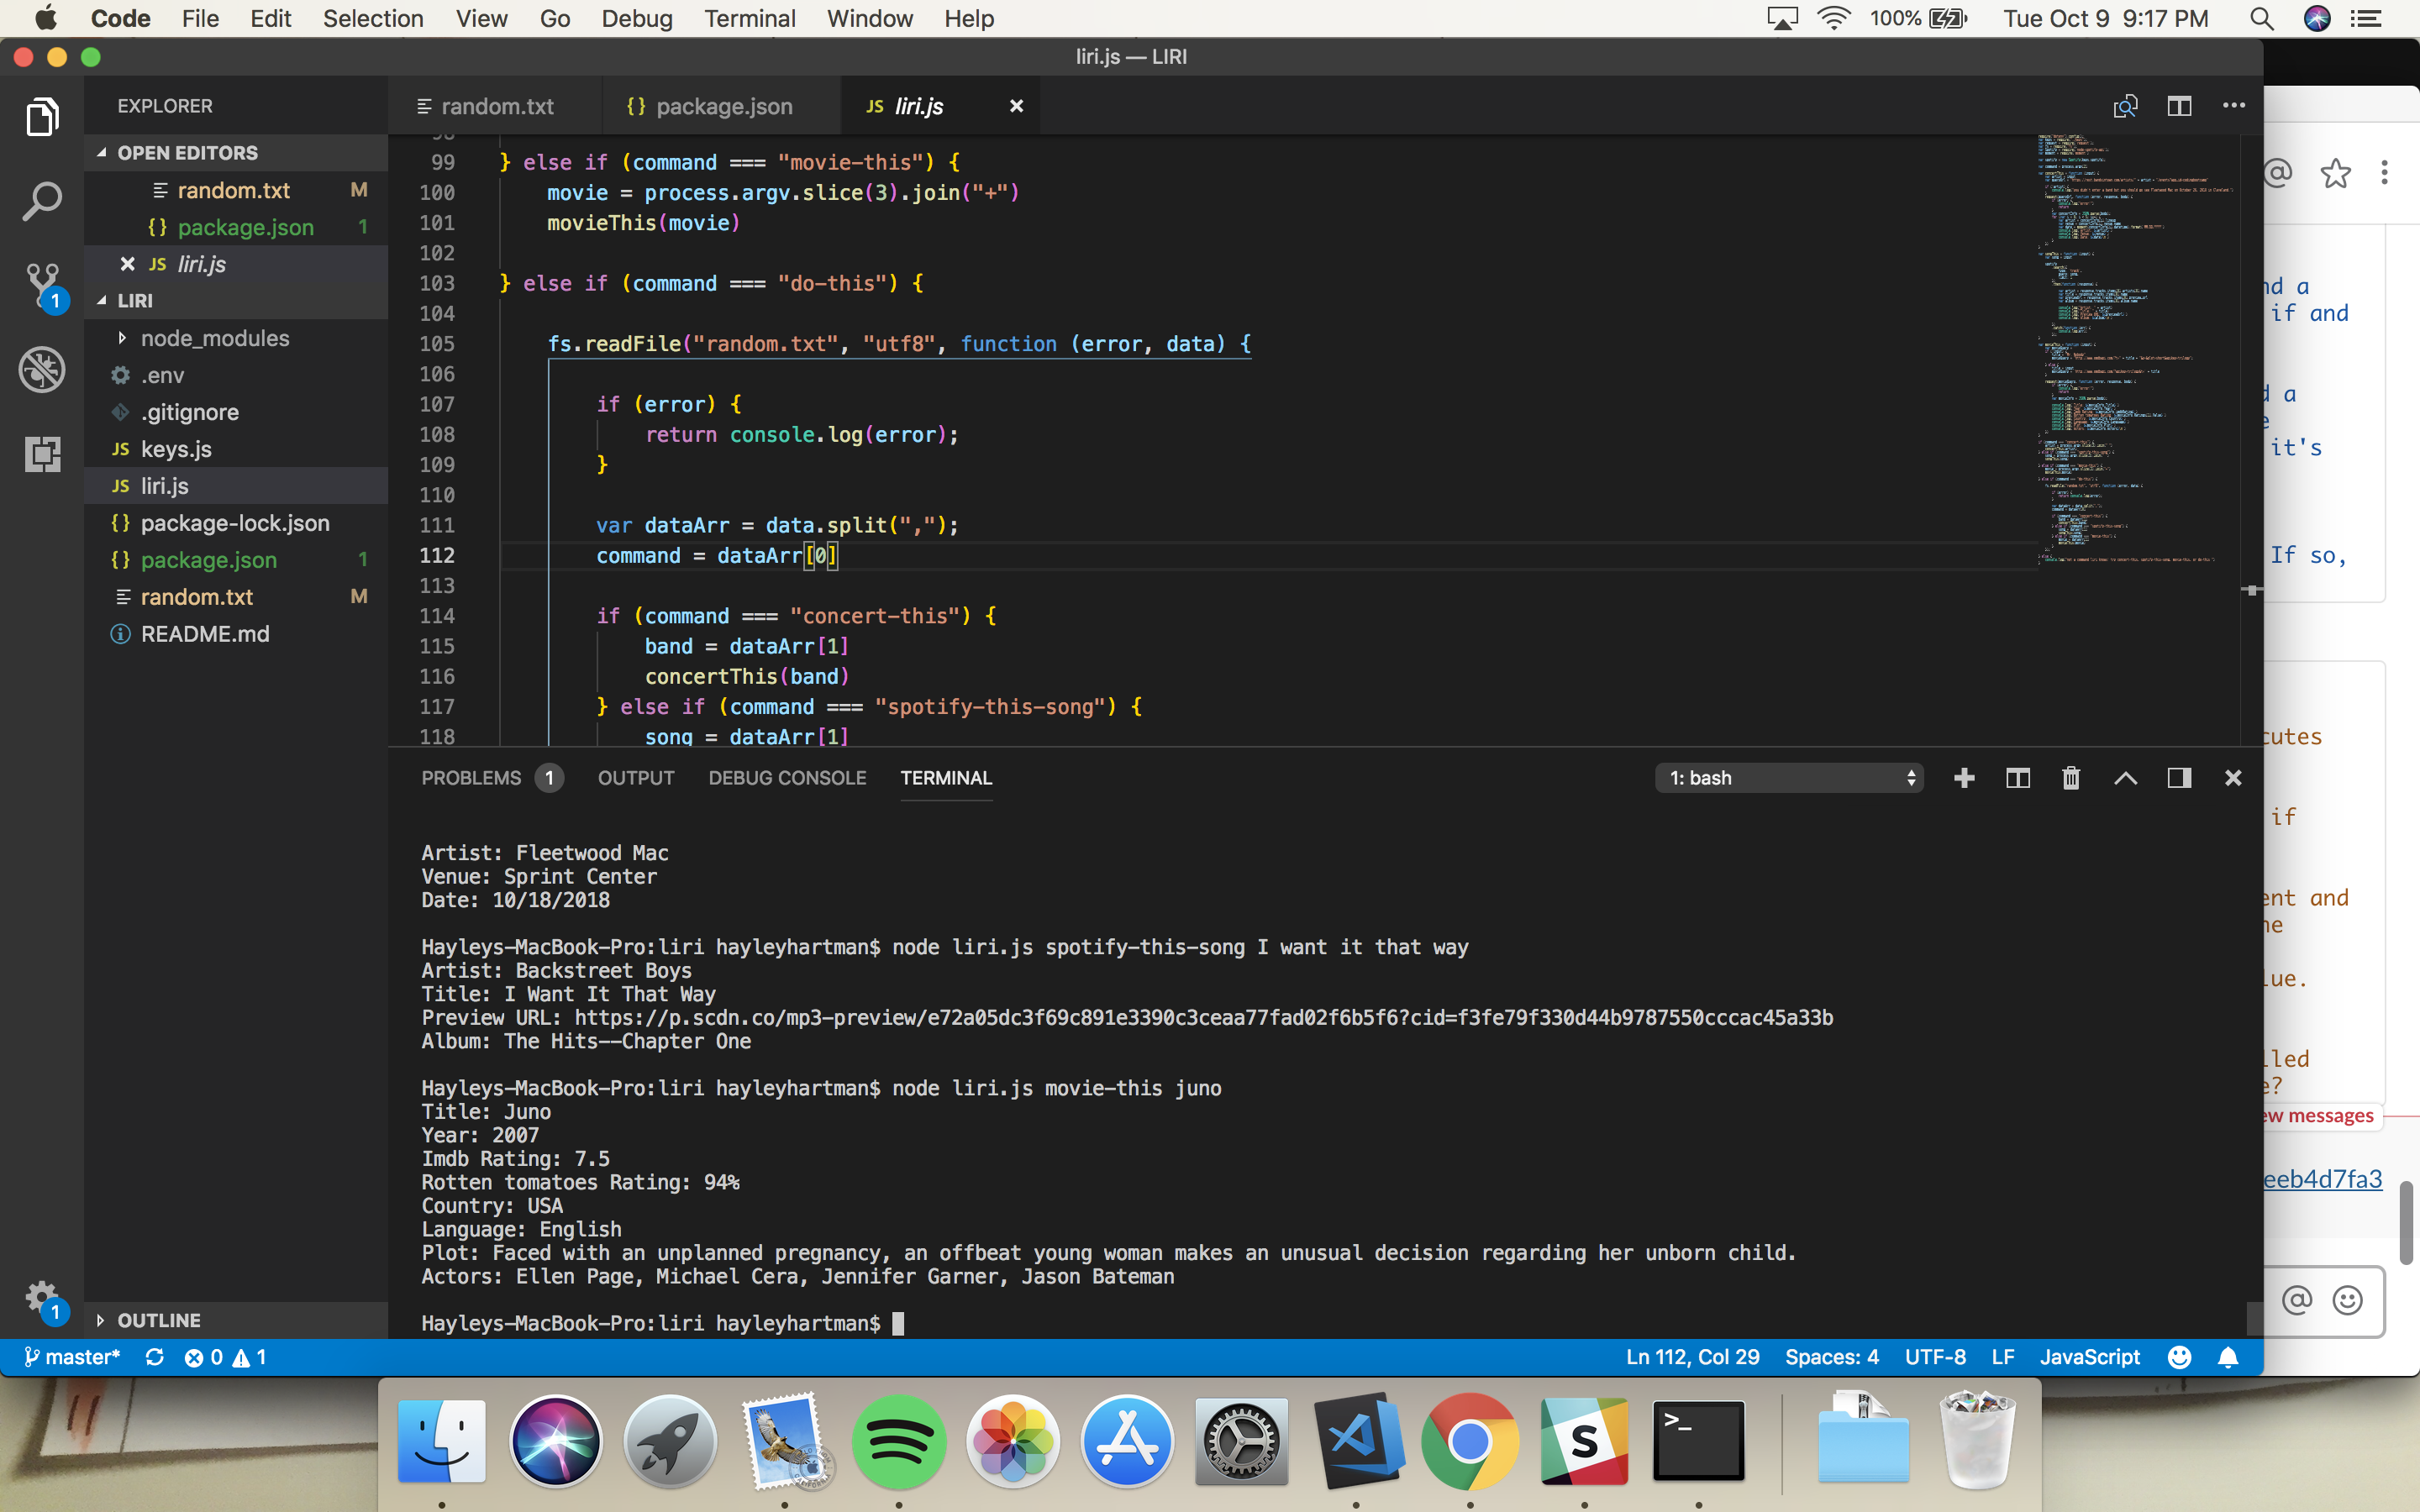 Code File Edit Selection View Go Debug Terminal Window Help 100% Tue Oct 9 9:17 PM
liri.js — LIRI
EXPLORER
OPEN EDITORS
random.txt M
{} package.json 1
JS liri.js
LIRI
node_modules
.env
.gitignore
JS keys.js
JS liri.js
{} package-lock.json
{} package.json 1
random.txt M
README.md
OUTLINE
random.txt {} package.json JS liri.js
99 } else if (command === "movie-this") {
100 movie = process.argv.slice(3).join("+")
101 movieThis(movie)
102
103 } else if (command === "do-this") {
104
105 fs.readFile("random.txt", "utf8", function (error, data) {
106
107 if (error) {
108 return console.log(error);
109 }
110
111 var dataArr = data.split(",");
112 command = dataArr[0]
113
114 if (command === "concert-this") {
115 band = dataArr[1]
116 concertThis(band)
117 } else if (command === "spotify-this-song") {
118 song = dataArr[1]
PROBLEMS 1 OUTPUT DEBUG CONSOLE TERMINAL 1: bash
Artist: Fleetwood Mac
Venue: Sprint Center
Date: 10/18/2018
Hayleys-MacBook-Pro:liri hayleyhartman$ node liri.js spotify-this-song I want it that way
Artist: Backstreet Boys
Title: I Want It That Way
Preview URL: https://p.scdn.co/mp3-preview/e72a05dc3f69c891e3390c3ceaa77fad02f6b5f6?cid=f3fe79f330d44b9787550cccac45a33b
Album: The Hits--Chapter One
Hayleys-MacBook-Pro:liri hayleyhartman$ node liri.js movie-this juno
Title: Juno
Year: 2007
Imdb Rating: 7.5
Rotten tomatoes Rating: 94%
Country: USA
Language: English
Plot: Faced with an unplanned pregnancy, an offbeat young woman makes an unusual decision regarding her unborn child.
Actors: Ellen Page, Michael Cera, Jennifer Garner, Jason Bateman
Hayleys-MacBook-Pro:liri hayleyhartman$
master* 0 1 Ln 112, Col 29 Spaces: 4 UTF-8 LF JavaScript
a
if and
a
it's
If so,
if
and
messages
eeb4d7fa3